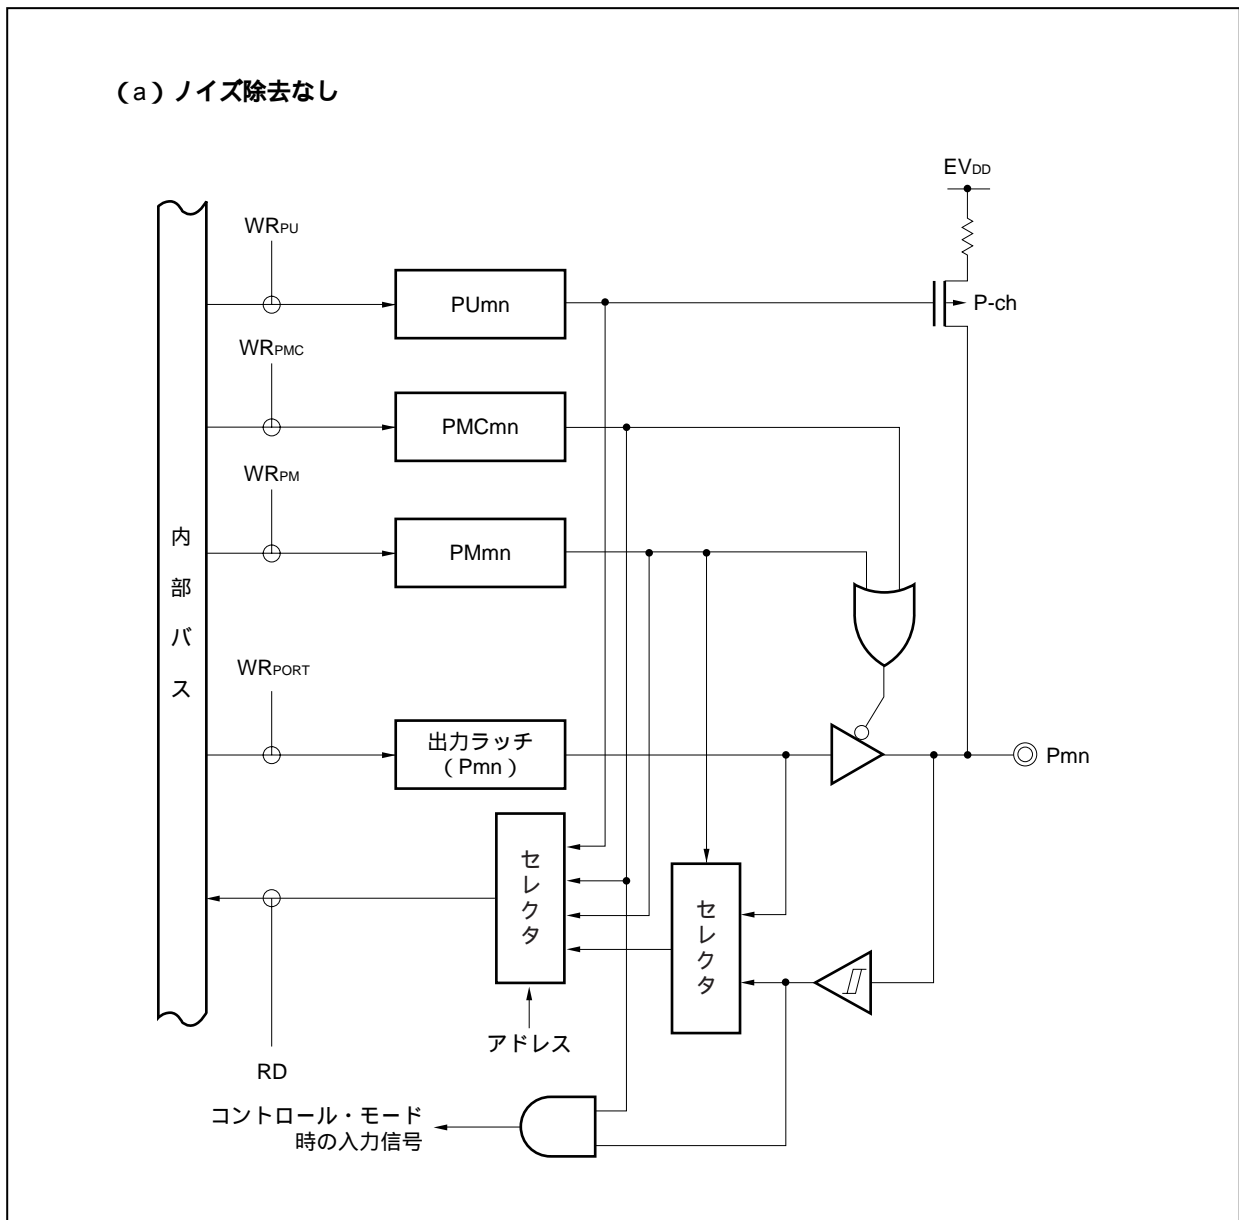 （a）ノイズ除去なし
EVDD
WRPU
PUmn
P-ch
WRPMC
PMCmn
WRPM
PMmn
内部バス
WRPORT
出力ラッチ
（Pmn）
Pmn
セレクタ
セレクタ
アドレス
RD
コントロール・モード
時の入力信号